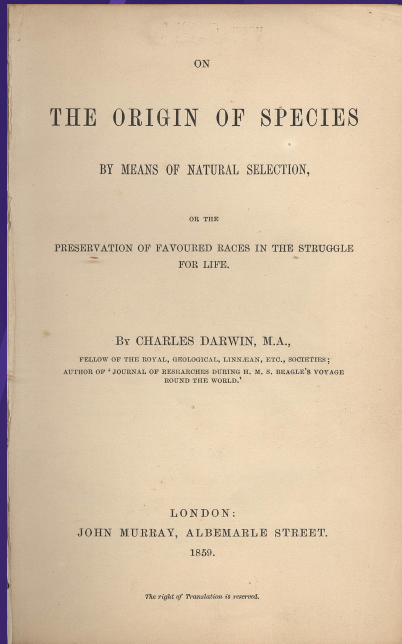 ON
THE ORIGIN OF SPECIES
BY MEANS OF NATURAL SELECTION,
OR THE
PRESERVATION OF FAVOURED RACES IN THE STRUGGLE
FOR LIFE.
BY CHARLES DARWIN, M.A.,
FELLOW OF THE ROYAL, GEOLOGICAL, LINNÆAN, ETC., SOCIETIES;
AUTHOR OF 'JOURNAL OF RESEARCHES DURING H. M. S. BEAGLE'S VOYAGE
ROUND THE WORLD.'
LONDON:
JOHN MURRAY, ALBEMARLE STREET.
1859.
The right of Translation is reserved.